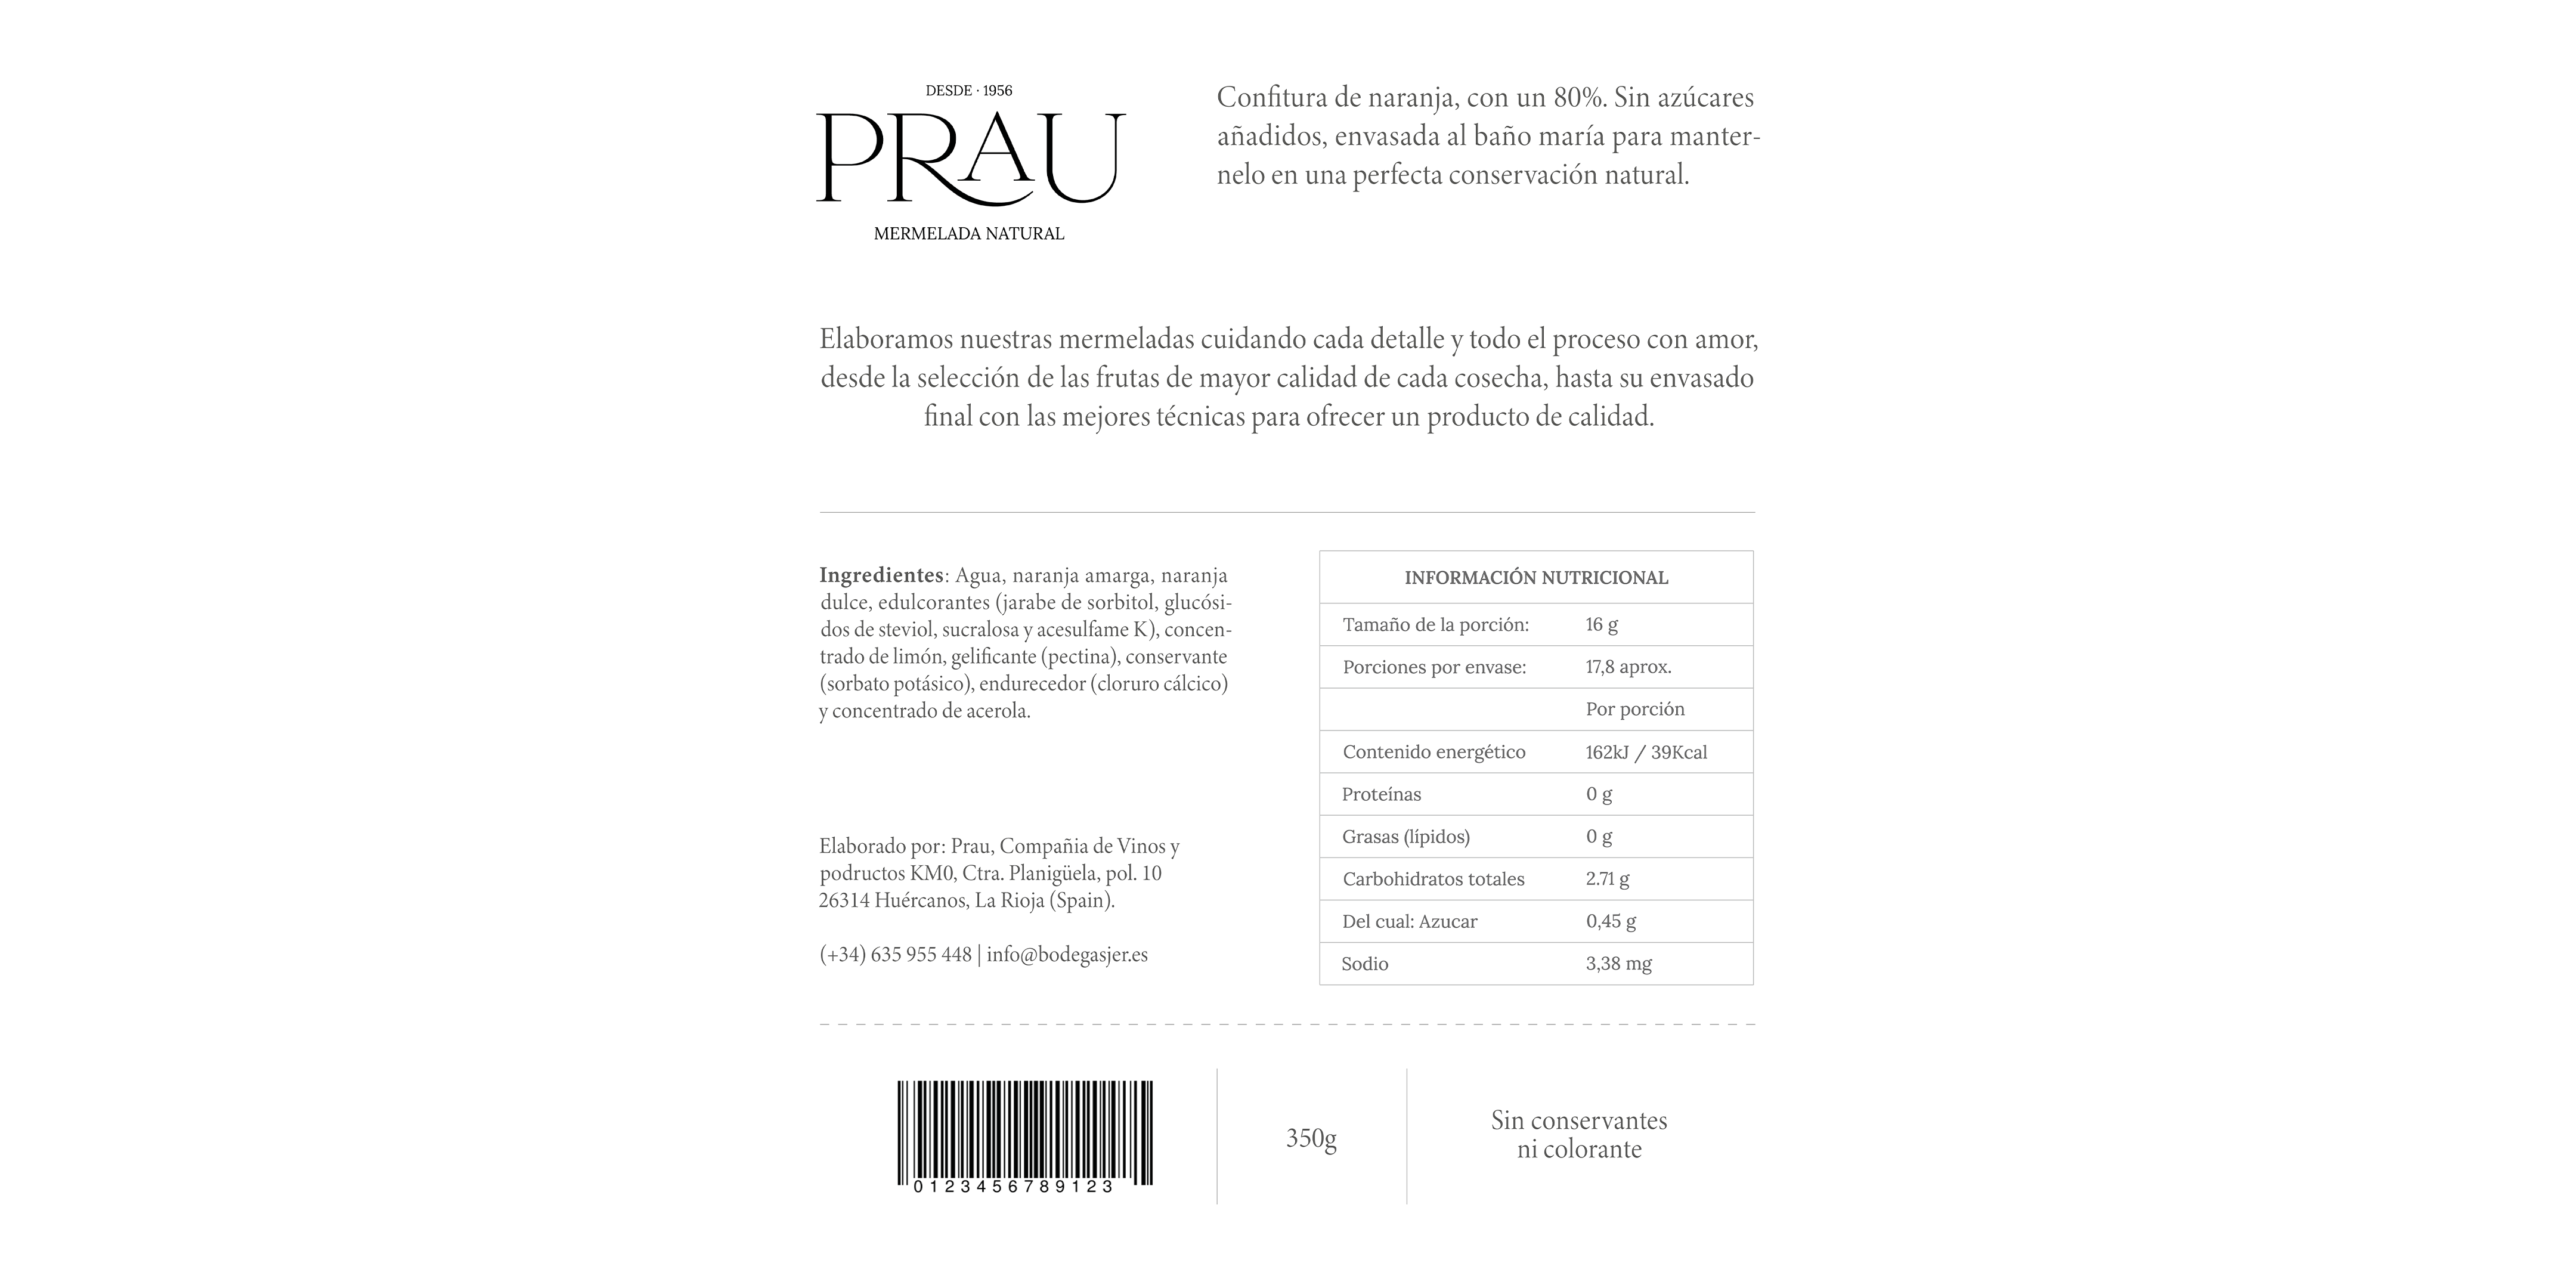 DESDE · 1956
PRAU
MERMELADA NATURAL
Confitura de naranja, con un 80%. Sin azúcares
añadidos, envasada al baño maría para manter-
nelo en una perfecta conservación natural.
Elaboramos nuestras mermeladas cuidando cada detalle y todo el proceso con amor,
desde la selección de las frutas de mayor calidad de cada cosecha, hasta su envasado
final con las mejores técnicas para ofrecer un producto de calidad.
Ingredientes: Agua, naranja amarga, naranja
dulce, edulcorantes (jarabe de sorbitol, glucósi-
dos de steviol, sucralosa y acesulfame K), concen-
trado de limón, gelificante (pectina), conservante
(sorbato potásico), endurecedor (cloruro cálcico)
y concentrado de acerola.
Elaborado por: Prau, Compañia de Vinos y
podructos KM0, Ctra. Planigüela, pol. 10
26314 Huércanos, La Rioja (Spain).
(+34) 635 955 448 | info@bodegasjer.es
INFORMACIÓN NUTRICIONAL
Tamaño de la porción: 16 g
Porciones por envase: 17,8 aprox.
Por porción
Contenido energético 162kJ / 39Kcal
Proteínas 0 g
Grasas (lípidos) 0 g
Carbohidratos totales 2.71 g
Del cual: Azucar 0,45 g
Sodio 3,38 mg
0123456789123
350g
Sin conservantes
ni colorante